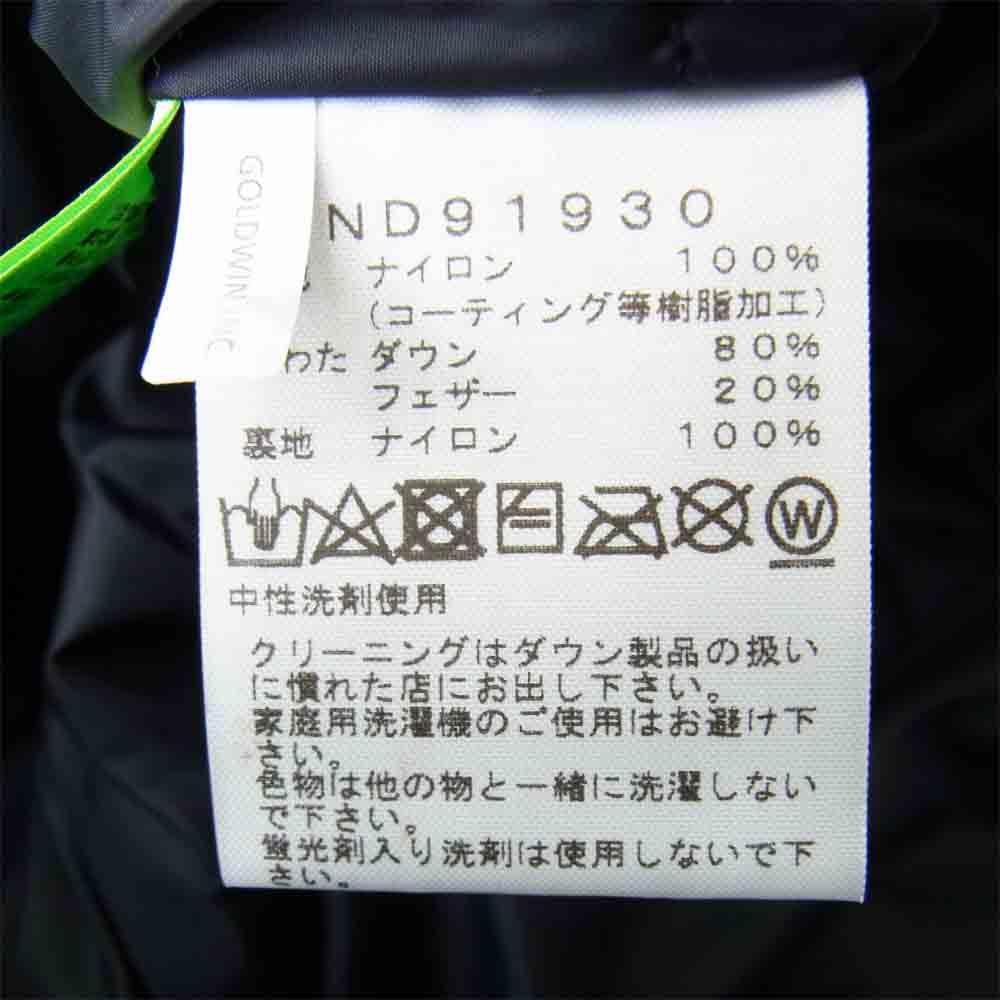 GOLDWIN INC
ND91930
ナイロン 100%
(コーティング等樹脂加工)
わた ダウン 80%
フェザー 20%
裏地 ナイロン 100%
W
中性洗剤使用
クリーニングはダウン製品の扱い
に慣れた店にお出し下さい。
家庭用洗濯機のご使用はお避け下
さい。
色物は他の物と一緒に洗濯しない
で下さい。
蛍光剤入り洗剤は使用しないで下
さい。